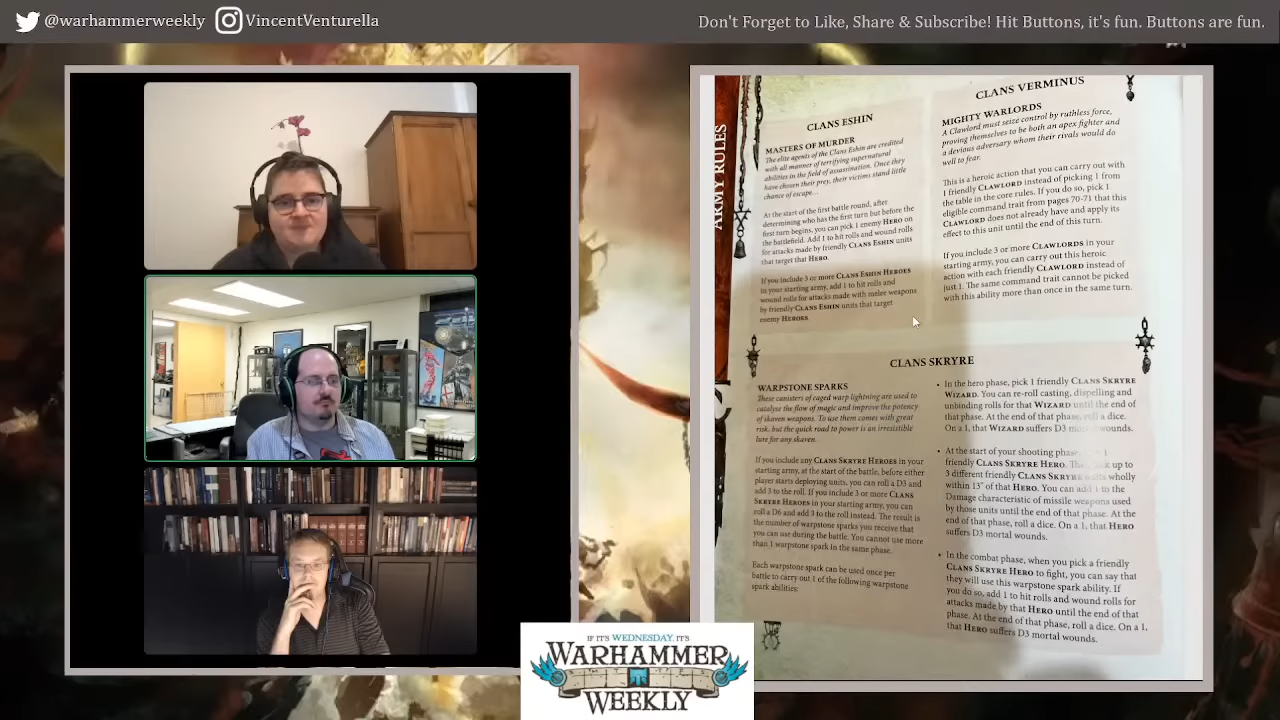 @warhammerweekly VincentVenturella
Don't Forget to Like, Share & Subscribe! Hit Buttons, it's fun. Buttons are fun.
ARMY RULES
CLANS ESHIN
MASTERS OF MURDER
The elite agents of the Clans Eshin are credited
with all manner of terrifying supernatural
abilities in the field of assassination. Once they
have chosen their prey, their victims stand little
chance of escape...
At the start of the first battle round, after
determining who has the first turn but before the
first turn begins, you can pick 1 enemy HERO on
the battlefield. Add 1 to hit rolls and wound rolls
for attacks made by friendly CLANS ESHIN units
that target that HERO.
If you include 3 or more CLANS ESHIN HEROES
in your starting army, add 1 to hit rolls and
wound rolls for attacks made with melee weapons
by friendly CLANS ESHIN units that target
enemy HEROES.
CLANS VERMINUS
MIGHTY WARLORDS
A Clawlord must seize control by ruthless force,
proving themselves to be both an apex fighter and
a devious adversary whom their rivals would do
well to fear.
This is a heroic action that you can carry out with
1 friendly CLAWLORD instead of picking 1 from
the table in the core rules. If you do so, pick 1
eligible command trait from pages 70-71 that this
CLAWLORD does not already have and apply its
effect to this unit until the end of this turn.
If you include 3 or more CLAWLORDS in your
starting army, you can carry out this heroic
action with each friendly CLAWLORD instead of
just 1. The same command trait cannot be picked
with this ability more than once in the same turn.
CLANS SKRYRE
WARPSTONE SPARKS
These canisters of caged warp lightning are used to
catalyse the flow of magic and improve the potency
of skaven weapons. To use them comes with great
risk, but the quick road to power is an irresistible
lure for any skaven.
If you include any CLANS SKRYRE HEROES in your
starting army, at the start of the battle, before either
player starts deploying units, you can roll a D3 and
add 3 to the roll. If you include 3 or more CLANS
SKRYRE HEROES in your starting army, you can
roll a D6 and add 3 to the roll instead. The result is
the number of warpstone sparks you receive that
you can use during the battle. You cannot use more
than 1 warpstone spark in the same phase.
Each warpstone spark can be used once per
battle to carry out 1 of the following warpstone
spark abilities:
• In the hero phase, pick 1 friendly CLANS SKRYRE
WIZARD. You can re-roll casting, dispelling and
unbinding rolls for that WIZARD until the end of
that phase. At the end of that phase, roll a dice.
On a 1, that WIZARD suffers D3 mortal wounds.
• At the start of your shooting phase, 1
friendly CLANS SKRYRE HERO. up to
3 different friendly CLANS SKRYRE wholly
within 13" of that HERO. You can add 1 to the
Damage characteristic of missile weapons used
by those units until the end of that phase. At the
end of that phase, roll a dice. On a 1, that HERO
suffers D3 mortal wounds.
• In the combat phase, when you pick a friendly
CLANS SKRYRE HERO to fight, you can say that
they will use this warpstone spark ability. If
you do so, add 1 to hit rolls and wound rolls for
attacks made by that HERO until the end of that
phase. At the end of that phase, roll a dice. On a 1,
that HERO suffers D3 mortal wounds.
IF IT'S WEDNESDAY, IT'S
WARHAMMER
WEEKLY